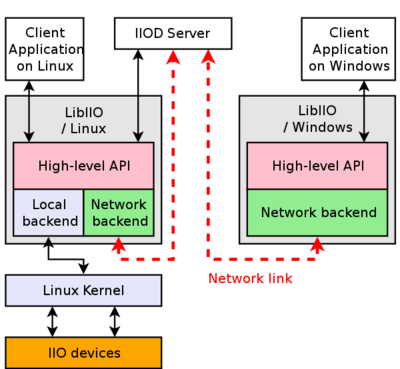 Client
Application
on Linux
IIOD Server
Client
Application
on Windows
LibIIO
/ Linux
High-level API
Local
backend
Network
backend
LibIIO
/ Windows
High-level API
Network backend
Network link
Linux Kernel
IIO devices